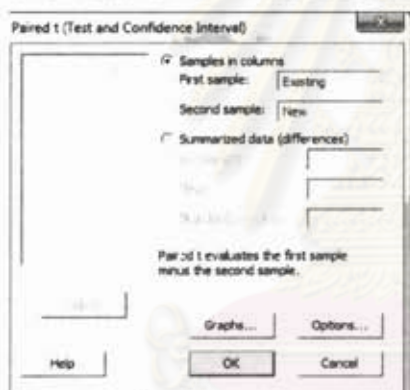 Paired t (Test and Confidence Interval)
Samples in columns
First sample: Existing
Second sample: New
Summarized data (differences)
Paired t evaluates the first sample
minus the second sample.
Graphs... Options...
Help OK Cancel